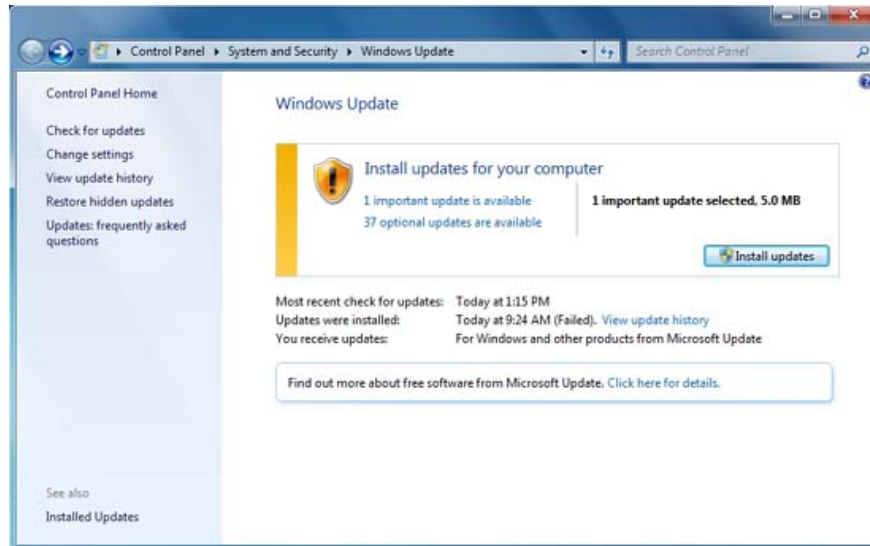 Control Panel ▸ System and Security ▸ Windows Update
Search Control Panel
Control Panel Home
Check for updates
Change settings
View update history
Restore hidden updates
Updates: frequently asked
questions
See also
Installed Updates
Windows Update
Install updates for your computer
1 important update is available
37 optional updates are available
1 important update selected, 5.0 MB
Install updates
Most recent check for updates: Today at 1:15 PM
Updates were installed: Today at 9:24 AM (Failed). View update history
You receive updates: For Windows and other products from Microsoft Update
Find out more about free software from Microsoft Update. Click here for details.